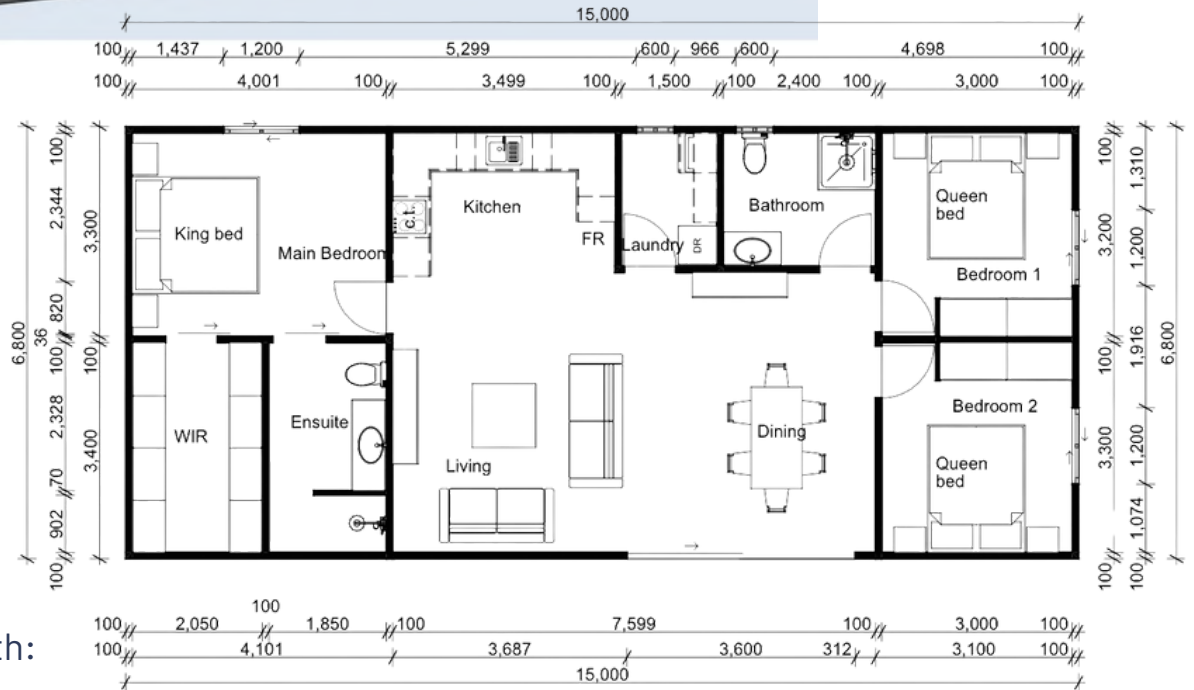 15,000
100 1,437 1,200 5,299 600 966 600 4,698 100
100 4,001 100 3,499 100 1,500 100 2,400 100 3,000 100
6,800
100 2,344 820 36 100 2,328 70 902 100
3,300 100 3,400
King bed
Main Bedroom
Kitchen
c.t.
FR
Laundry
DR
Bathroom
Queen
bed
Bedroom 1
WIR
Ensuite
Living
Dining
Bedroom 2
Queen
bed
100 3,200 100 3,300 100
1,310 1,200 1,916 1,200 1,074 100
6,800
100
100 2,050 1,850 100 7,599 100 3,000 100
100 4,101 3,687 3,600 312 3,100 100
15,000
th: